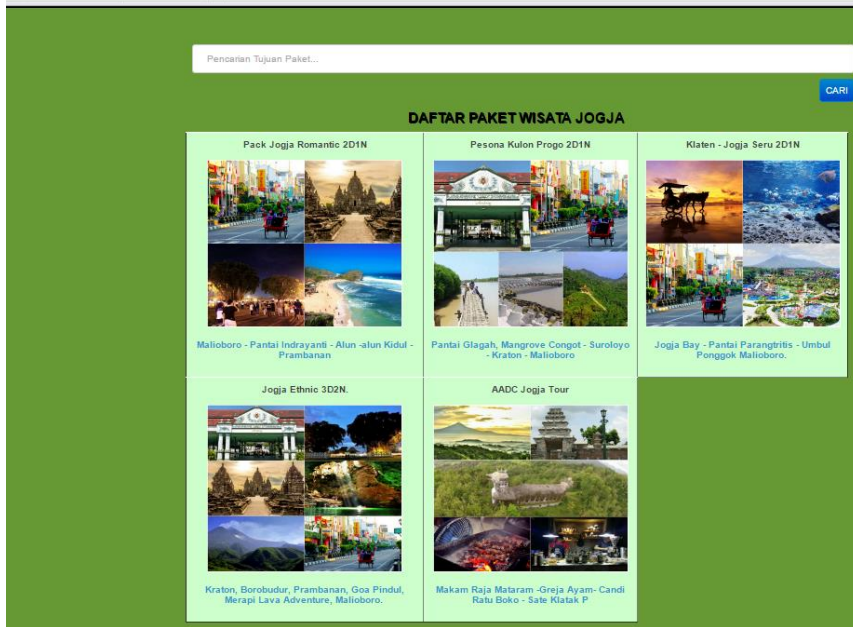 Pencarian Tujuan Paket...
CARI
DAFTAR PAKET WISATA JOGJA
Pack Jogja Romantic 2D1N
Malioboro - Pantai Indrayanti - Alun -alun Kidul -
Prambanan
Pesona Kulon Progo 2D1N
Pantai Glagah, Mangrove Congot - Suroloyo
- Kraton - Malioboro
Klaten - Jogja Seru 2D1N
Jogja Bay - Pantai Parangtritis - Umbul
Ponggok Malioboro.
Jogja Ethnic 3D2N.
Kraton, Borobudur, Prambanan, Goa Pindul,
Merapi Lava Adventure, Malioboro.
AADC Jogja Tour
Makam Raja Mataram -Greja Ayam- Candi
Ratu Boko - Sate Klatak P